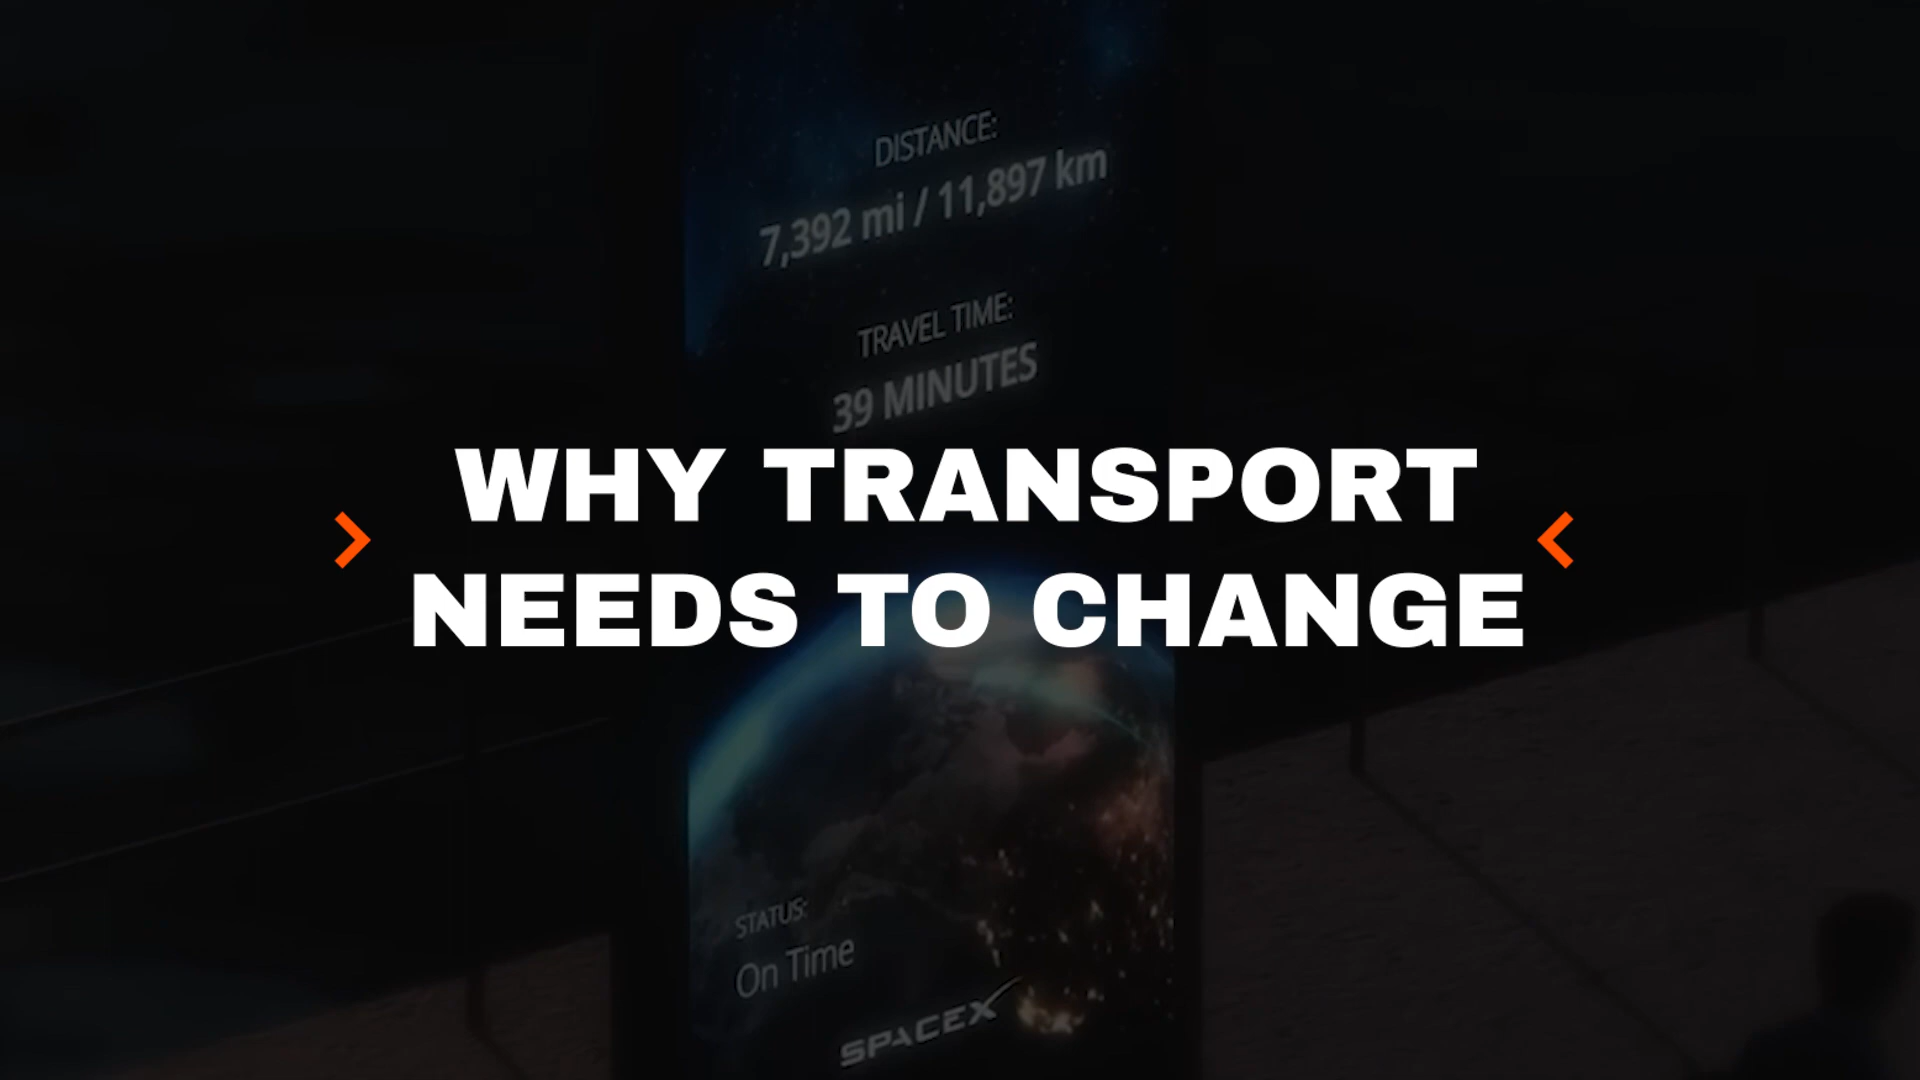 DISTANCE:
7,392 mi / 11,897 km
TRAVEL TIME:
39 MINUTES
WHY TRANSPORT
NEEDS TO CHANGE
STATUS:
On Time
SPACEX